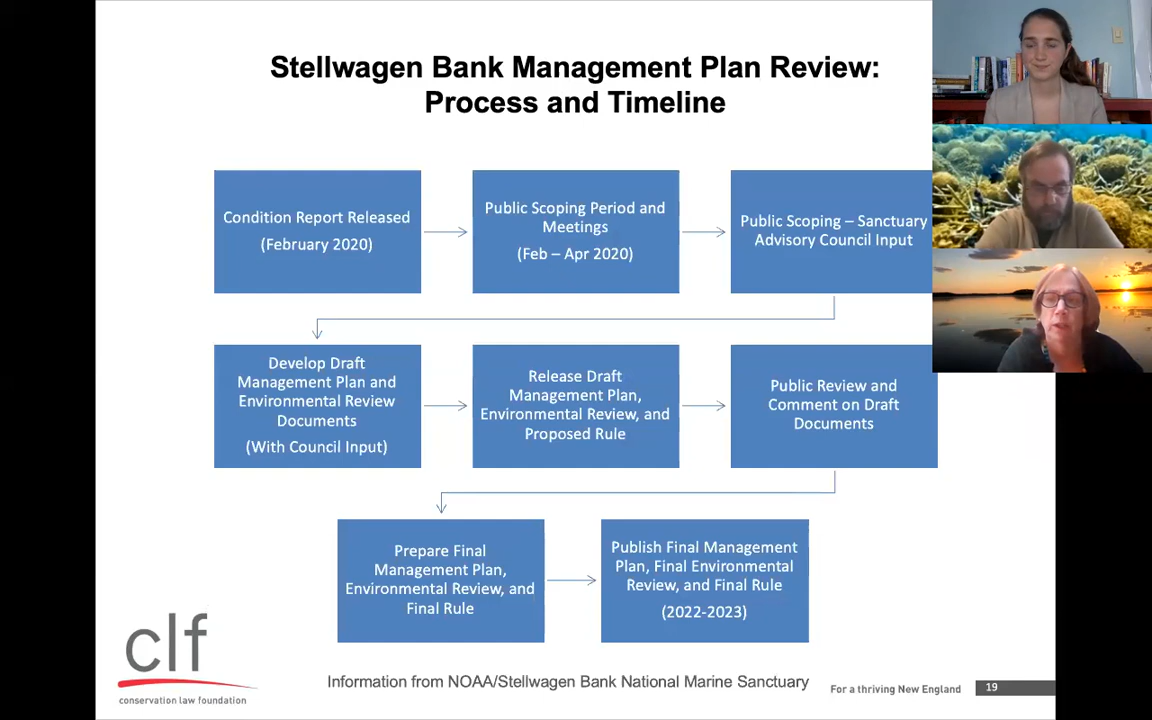 Stellwagen Bank Management Plan Review:
Process and Timeline
Condition Report Released
(February 2020)
Public Scoping Period and
Meetings
(Feb – Apr 2020)
Public Scoping – Sanctuary
Advisory Council Input
Develop Draft
Management Plan and
Environmental Review
Documents
(With Council Input)
Release Draft
Management Plan,
Environmental Review, and
Proposed Rule
Public Review and
Comment on Draft
Documents
Prepare Final
Management Plan,
Environmental Review, and
Final Rule
Publish Final Management
Plan, Final Environmental
Review, and Final Rule
(2022-2023)
clf
conservation law foundation
Information from NOAA/Stellwagen Bank National Marine Sanctuary
For a thriving New England
19